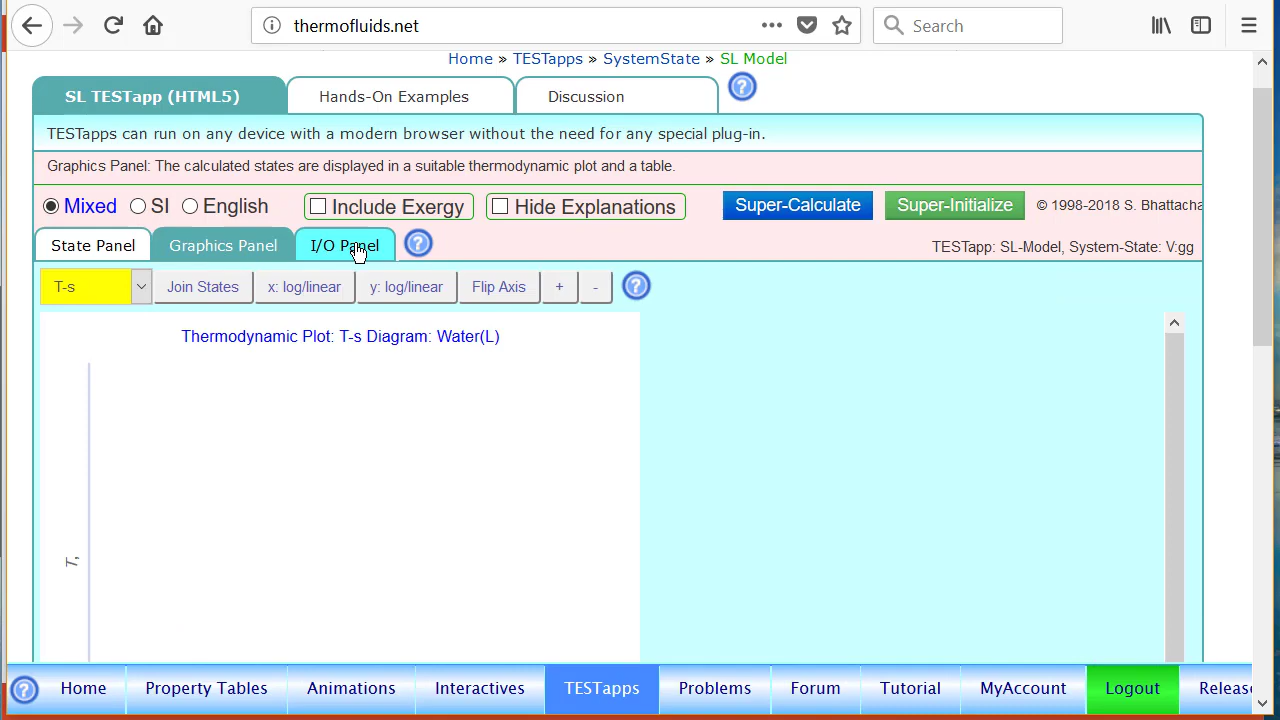 thermofluids.net
Search
Home » TESTapps » SystemState » SL Model
SL TESTapp (HTML5)
Hands-On Examples
Discussion
TESTapps can run on any device with a modern browser without the need for any special plug-in.
Graphics Panel: The calculated states are displayed in a suitable thermodynamic plot and a table.
Mixed SI English Include Exergy Hide Explanations Super-Calculate Super-Initialize © 1998-2018 S. Bhattacha
State Panel Graphics Panel I/O Panel TESTapp: SL-Model, System-State: V:gg
T-s Join States x: log/linear y: log/linear Flip Axis + -
Thermodynamic Plot: T-s Diagram: Water(L)
T,
Home Property Tables Animations Interactives TESTapps Problems Forum Tutorial MyAccount Logout Releas